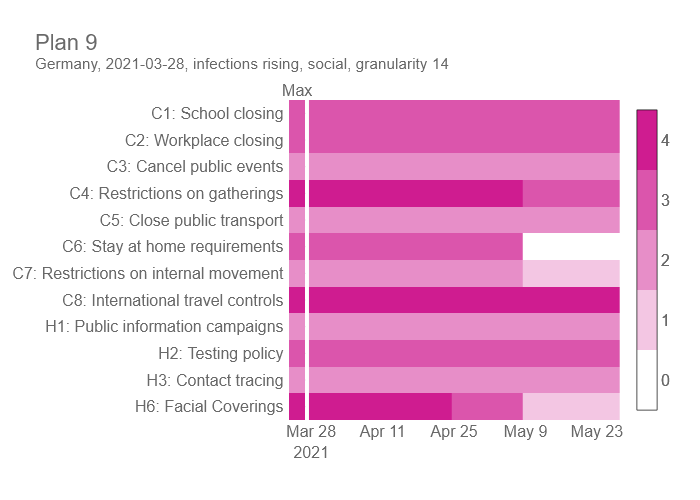 Plan 9
Germany, 2021-03-28, infections rising, social, granularity 14
Max
C1: School closing
C2: Workplace closing
C3: Cancel public events
C4: Restrictions on gatherings
C5: Close public transport
C6: Stay at home requirements
C7: Restrictions on internal movement
C8: International travel controls
H1: Public information campaigns
H2: Testing policy
H3: Contact tracing
H6: Facial Coverings
4
3
2
1
0
Mar 28 Apr 11 Apr 25 May 9 May 23
2021